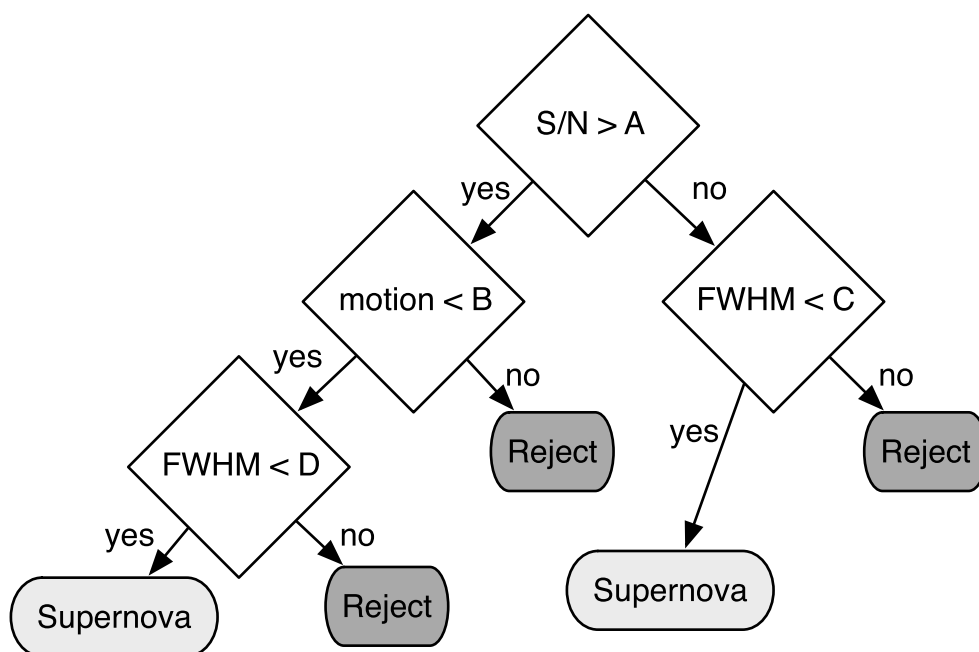 S/N > A
yes
no
motion < B
FWHM < C
yes
no
no
yes
Reject
Reject
FWHM < D
yes
no
Supernova
Reject
Supernova